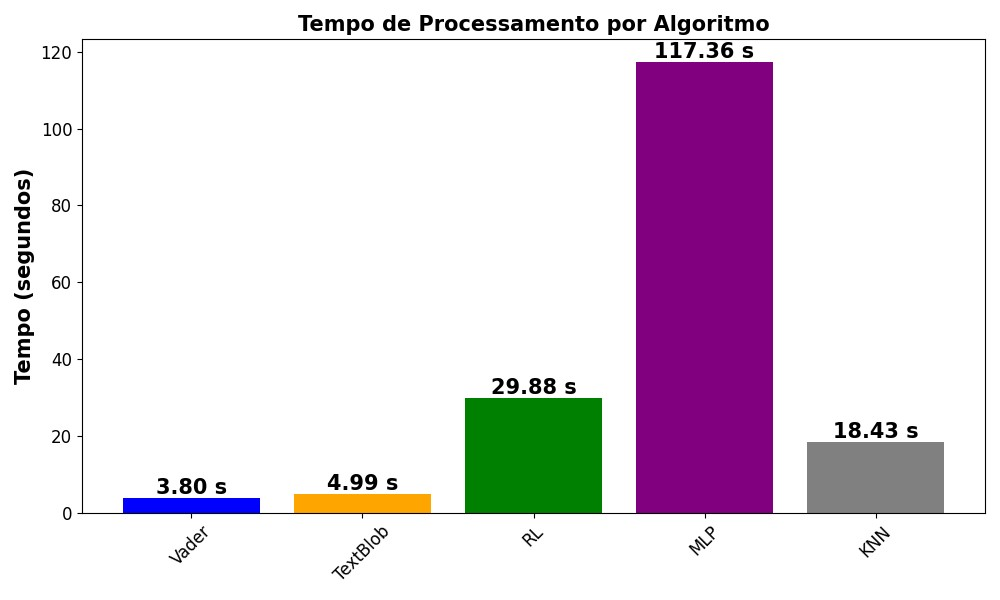 Tempo de Processamento por Algoritmo
Tempo (segundos)
120
100
80
60
40
20
0
3.80 s
4.99 s
29.88 s
117.36 s
18.43 s
Vader
TextBlob
RL
MLP
KNN